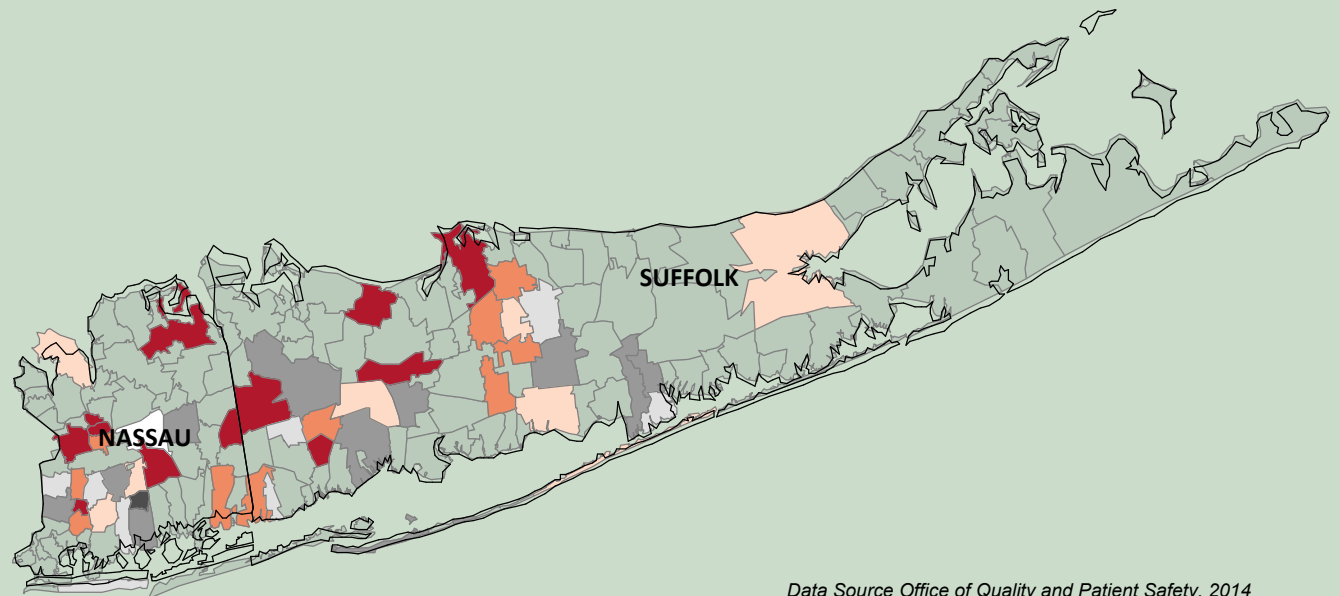 SUFFOLK
NASSAU
Data Source Office of Quality and Patient Safety, 2014